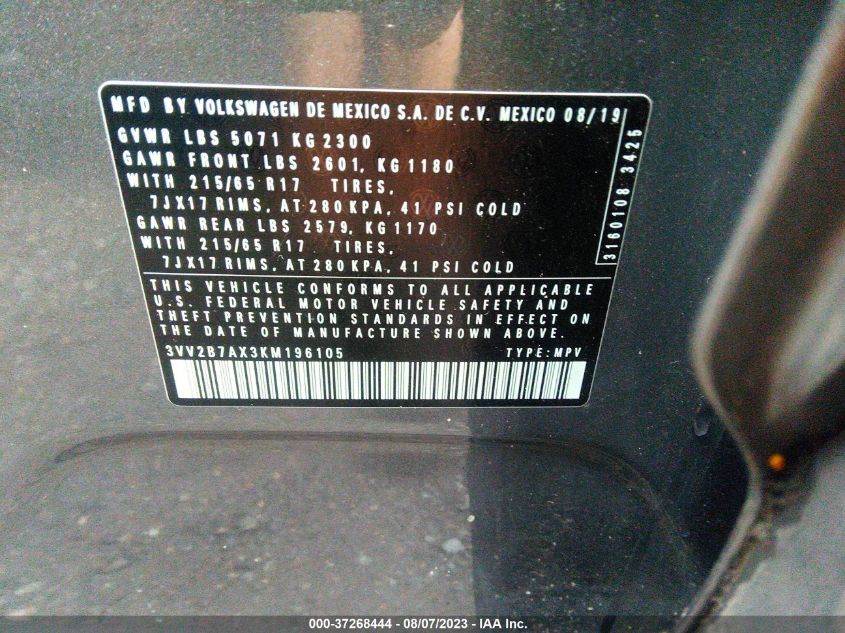 MFD BY VOLKSWAGEN DE MEXICO S.A. DE C.V. MEXICO 08/19
GVWR LBS 5071 KG 2300
GAWR FRONT LBS 2601, KG 1180
WITH 215/65 R17 TIRES,
7JX17 RIMS, AT 280 KPA, 41 PSI COLD
GAWR REAR LBS 2579, KG 1170
WITH 215/65 R17 TIRES,
7JX17 RIMS, AT 280 KPA, 41 PSI COLD
3160108 3425
THIS VEHICLE CONFORMS TO ALL APPLICABLE
U.S. FEDERAL MOTOR VEHICLE SAFETY AND
THEFT PREVENTION STANDARDS IN EFFECT ON
THE DATE OF MANUFACTURE SHOWN ABOVE.
3VV2B7AX3KM196105 TYPE: MPV
000-37268444 - 08/07/2023 - IAA Inc.